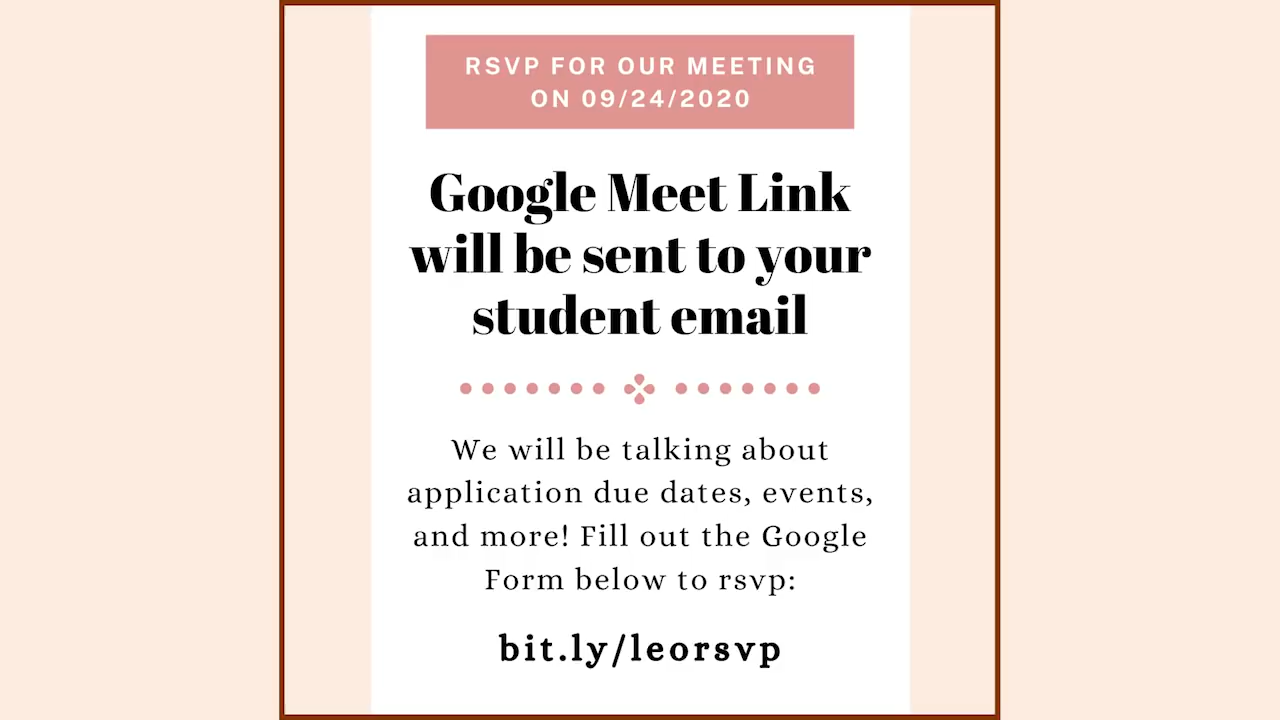 RSVP FOR OUR MEETING
ON 09/24/2020
Google Meet Link
will be sent to your
student email
We will be talking about
application due dates, events,
and more! Fill out the Google
Form below to rsvp:
bit.ly/leorsvp